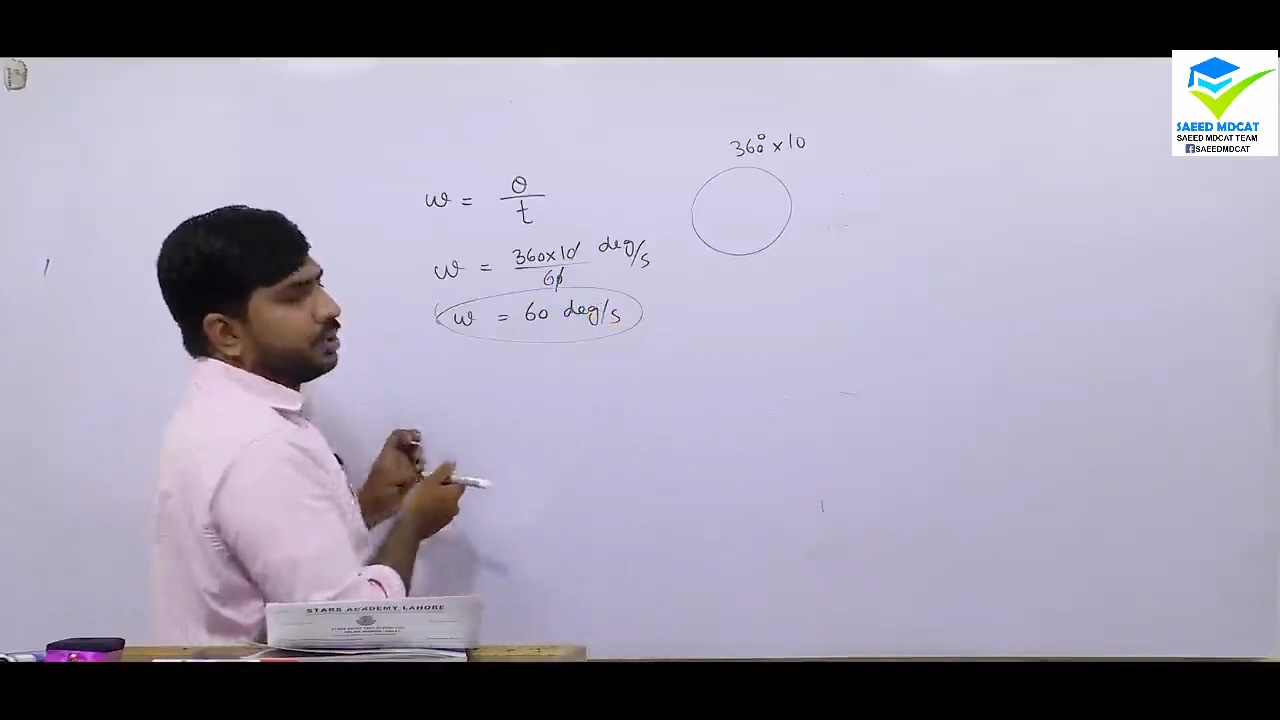 360° x 10
w = θ/t
w = 360x10/60 deg/s
w = 60 deg/s
SAEED MDCAT
SAEED MDCAT TEAM
SAEEDMDCAT
STARS ACADEMY LAHORE